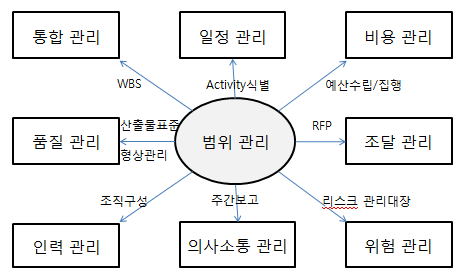 통합 관리
일정 관리
비용 관리
WBS
Activity식별
예산수립/집행
품질 관리
산출물표준
형상관리
범위 관리
RFP
조달 관리
조직구성
주간보고
리스크 관리대장
인력 관리
의사소통 관리
위험 관리